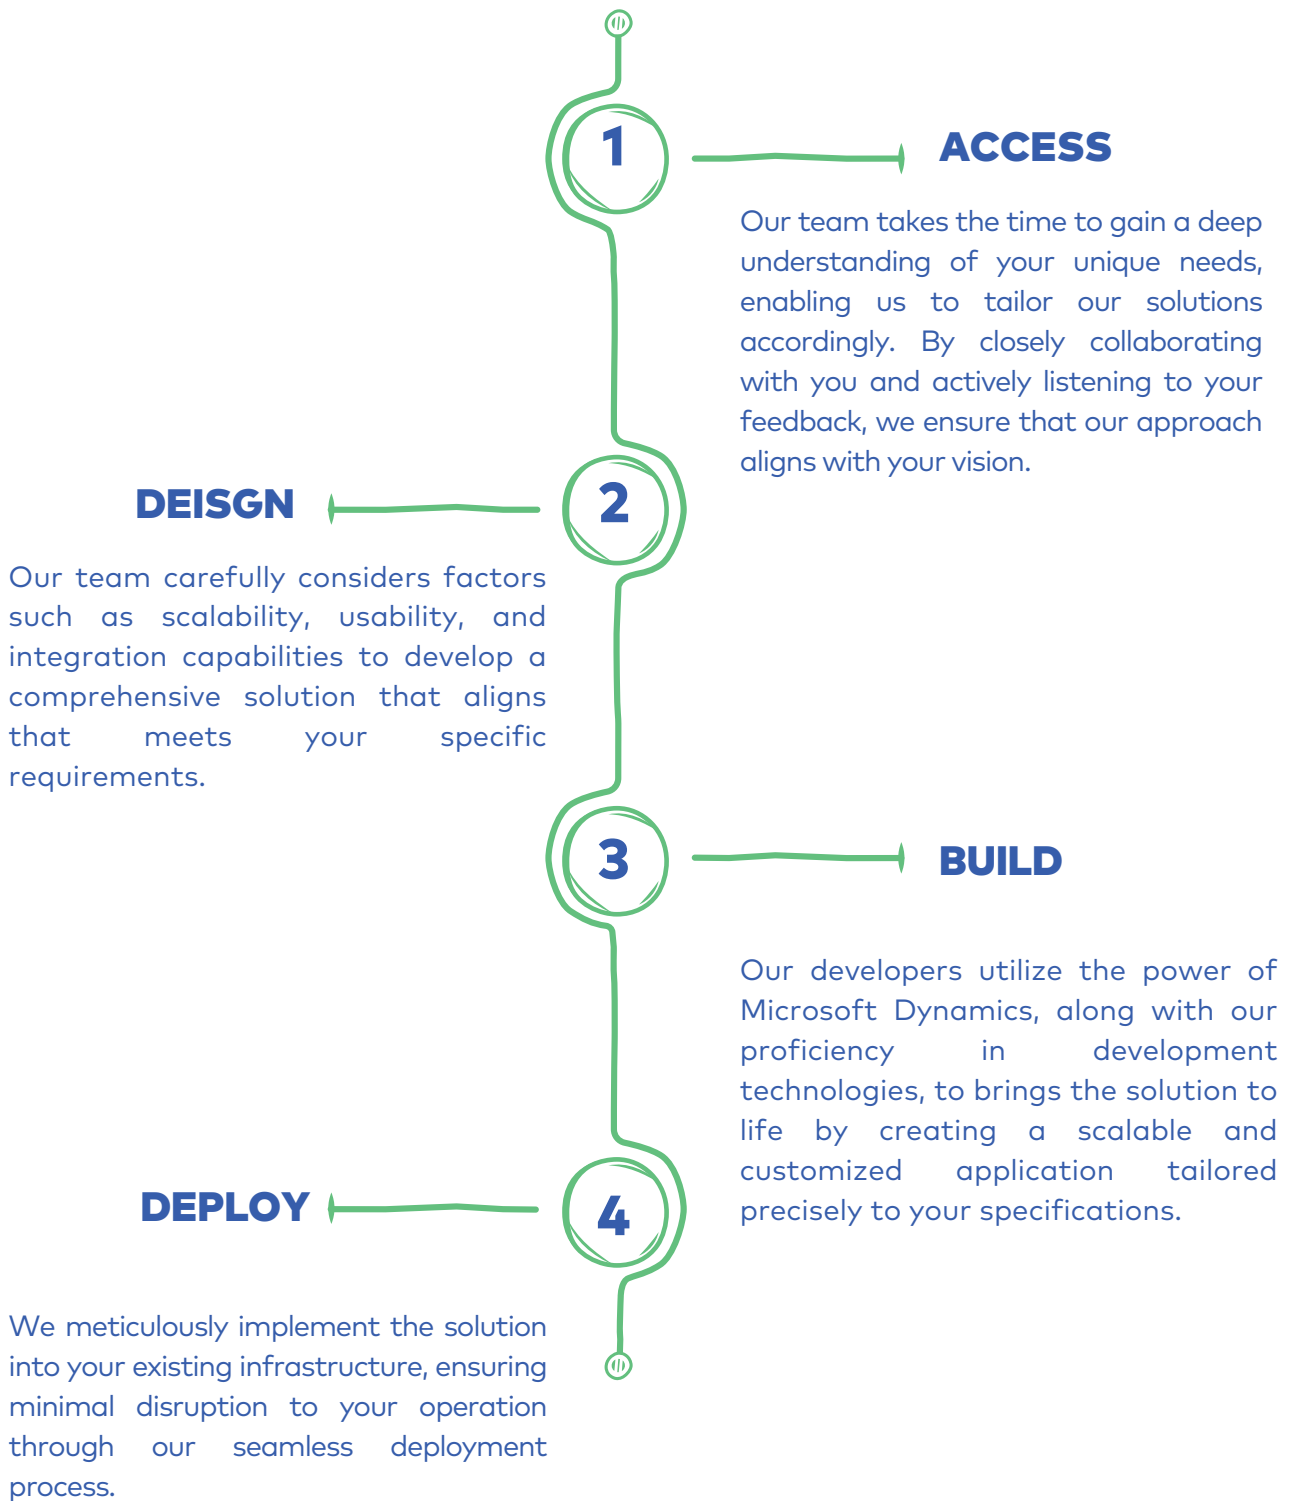 1
ACCESS
Our team takes the time to gain a deep
understanding of your unique needs,
enabling us to tailor our solutions
accordingly. By closely collaborating
with you and actively listening to your
feedback, we ensure that our approach
aligns with your vision.
2
DEISGN
Our team carefully considers factors
such as scalability, usability, and
integration capabilities to develop a
comprehensive solution that aligns
that meets your specific
requirements.
3
BUILD
Our developers utilize the power of
Microsoft Dynamics, along with our
proficiency in development
technologies, to brings the solution to
life by creating a scalable and
customized application tailored
precisely to your specifications.
4
DEPLOY
We meticulously implement the solution
into your existing infrastructure, ensuring
minimal disruption to your operation
through our seamless deployment
process.